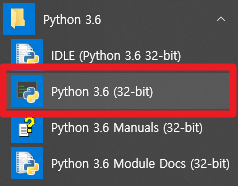 Python 3.6
IDLE (Python 3.6 32-bit)
Python 3.6 (32-bit)
Python 3.6 Manuals (32-bit)
Python 3.6 Module Docs (32-bit)